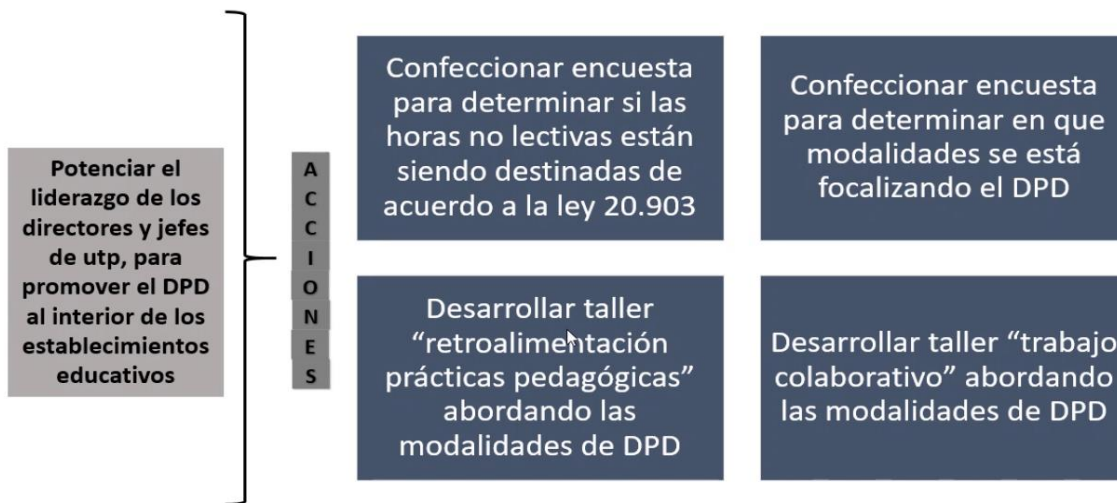 Potenciar el
liderazgo de los
directores y jefes
de utp, para
promover el DPD
al interior de los
establecimientos
educativos
A
C
C
I
O
N
E
S
Confeccionar encuesta
para determinar si las
horas no lectivas están
siendo destinadas de
acuerdo a la ley 20.903
Confeccionar encuesta
para determinar en que
modalidades se está
focalizando el DPD
Desarrollar taller
“retroalimentación
prácticas pedagógicas”
abordando las
modalidades de DPD
Desarrollar taller “trabajo
colaborativo” abordando
las modalidades de DPD